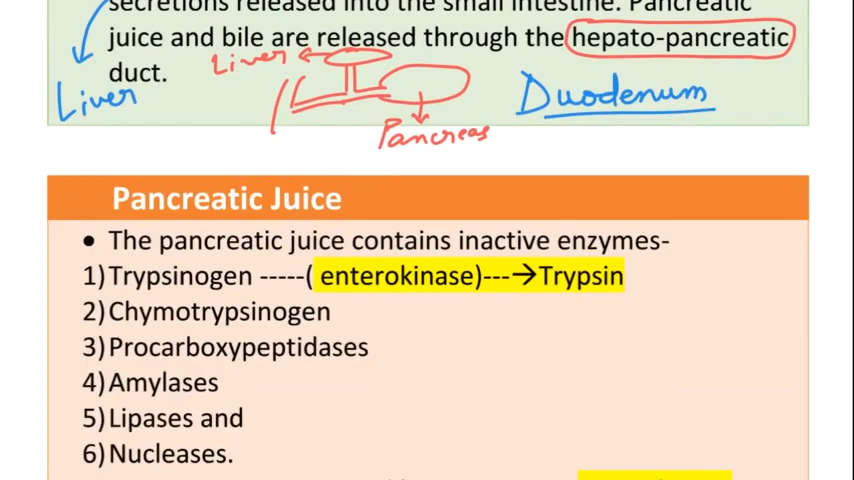 secretions released into the small intestine. Pancreatic
juice and bile are released through the hepato-pancreatic
duct.
Liver
Liver
Duodenum
Pancreas
Pancreatic Juice
• The pancreatic juice contains inactive enzymes-
1) Trypsinogen -----( enterokinase)---→Trypsin
2) Chymotrypsinogen
3) Procarboxypeptidases
4) Amylases
5) Lipases and
6) Nucleases.